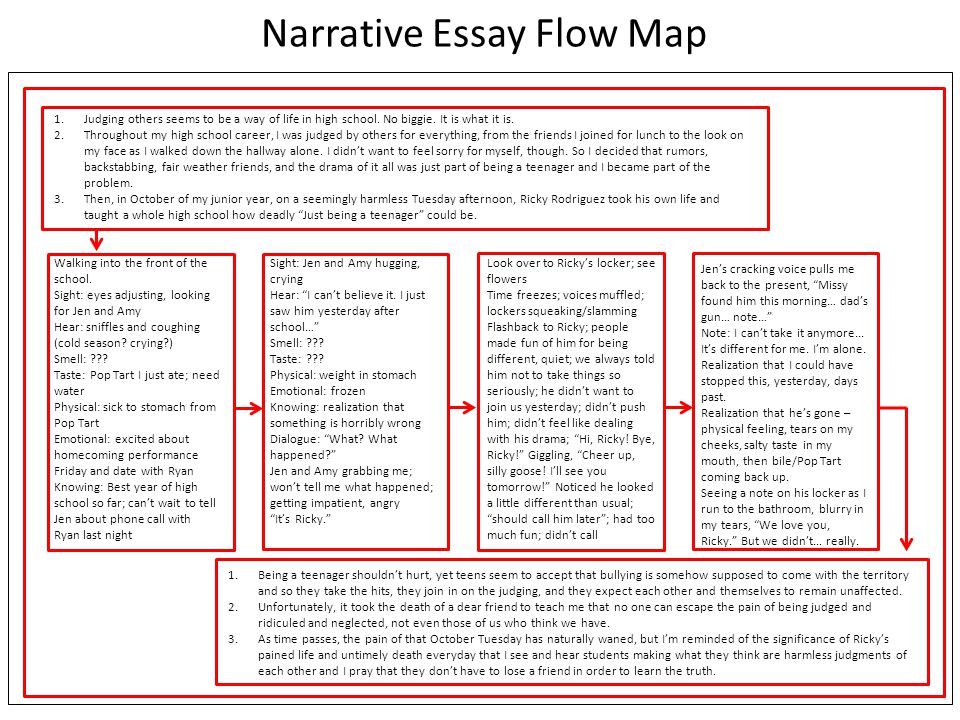 Narrative Essay Flow Map
1. Judging others seems to be a way of life in high school. No biggie. It is what it is.
2. Throughout my high school career, I was judged by others for everything, from the friends I joined for lunch to the look on
my face as I walked down the hallway alone. I didn’t want to feel sorry for myself, though. So I decided that rumors,
backstabbing, fair weather friends, and the drama of it all was just part of being a teenager and I became part of the
problem.
3. Then, in October of my junior year, on a seemingly harmless Tuesday afternoon, Ricky Rodriguez took his own life and
taught a whole high school how deadly “Just being a teenager” could be.
Walking into the front of the
school.
Sight: eyes adjusting, looking
for Jen and Amy
Hear: sniffles and coughing
(cold season? crying?)
Smell: ???
Taste: Pop Tart I just ate; need
water
Physical: sick to stomach from
Pop Tart
Emotional: excited about
homecoming performance
Friday and date with Ryan
Knowing: Best year of high
school so far; can’t wait to tell
Jen about phone call with
Ryan last night
Sight: Jen and Amy hugging,
crying
Hear: “I can’t believe it. I just
saw him yesterday after
school…”
Smell: ???
Taste: ???
Physical: weight in stomach
Emotional: frozen
Knowing: realization that
something is horribly wrong
Dialogue: “What? What
happened?”
Jen and Amy grabbing me;
won’t tell me what happened;
getting impatient, angry
“It’s Ricky.”
Look over to Ricky’s locker; see
flowers
Time freezes; voices muffled;
lockers squeaking/slamming
Flashback to Ricky; people
made fun of him for being
different, quiet; we always told
him not to take things so
seriously; he didn’t want to
join us yesterday; didn’t push
him; didn’t feel like dealing
with his drama; “Hi, Ricky! Bye,
Ricky!” Giggling, “Cheer up,
silly goose! I’ll see you
tomorrow!” Noticed he looked
a little different than usual;
“should call him later”; had too
much fun; didn’t call
Jen’s cracking voice pulls me
back to the present, “Missy
found him this morning… dad’s
gun… note…”
Note: I can’t take it anymore…
It’s different for me. I’m alone.
Realization that I could have
stopped this, yesterday, days
past.
Realization that he’s gone –
physical feeling, tears on my
cheeks, salty taste in my
mouth, then bile/Pop Tart
coming back up.
Seeing a note on his locker as I
run to the bathroom, blurry in
my tears, “We love you,
Ricky.” But we didn’t… really.
1. Being a teenager shouldn’t hurt, yet teens seem to accept that bullying is somehow supposed to come with the territory
and so they take the hits, they join in on the judging, and they expect each other and themselves to remain unaffected.
2. Unfortunately, it took the death of a dear friend to teach me that no one can escape the pain of being judged and
ridiculed and neglected, not even those of us who think we have.
3. As time passes, the pain of that October Tuesday has naturally waned, but I’m reminded of the significance of Ricky’s
pained life and untimely death everyday that I see and hear students making what they think are harmless judgments of
each other and I pray that they don’t have to lose a friend in order to learn the truth.